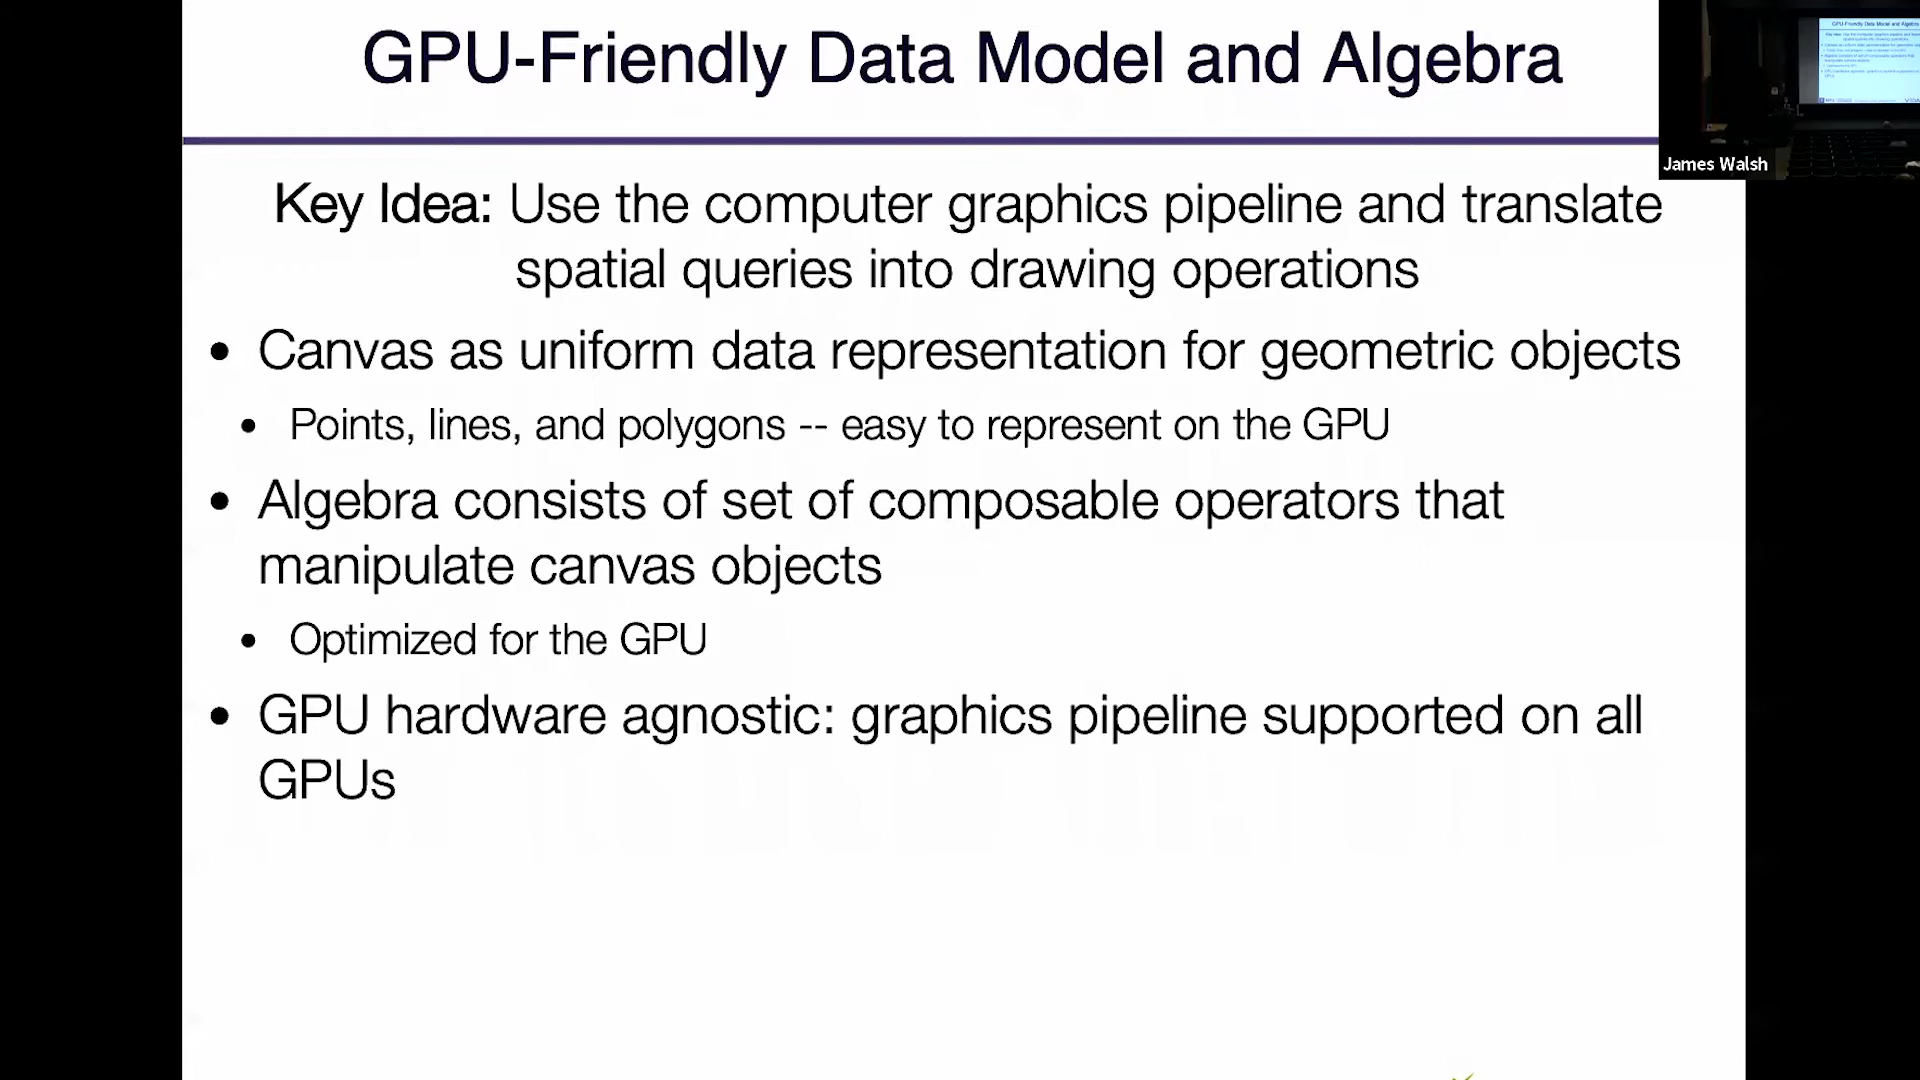 GPU-Friendly Data Model and Algebra
James Walsh
Key Idea: Use the computer graphics pipeline and translate
spatial queries into drawing operations
• Canvas as uniform data representation for geometric objects
• Points, lines, and polygons -- easy to represent on the GPU
• Algebra consists of set of composable operators that
manipulate canvas objects
• Optimized for the GPU
• GPU hardware agnostic: graphics pipeline supported on all
GPUs